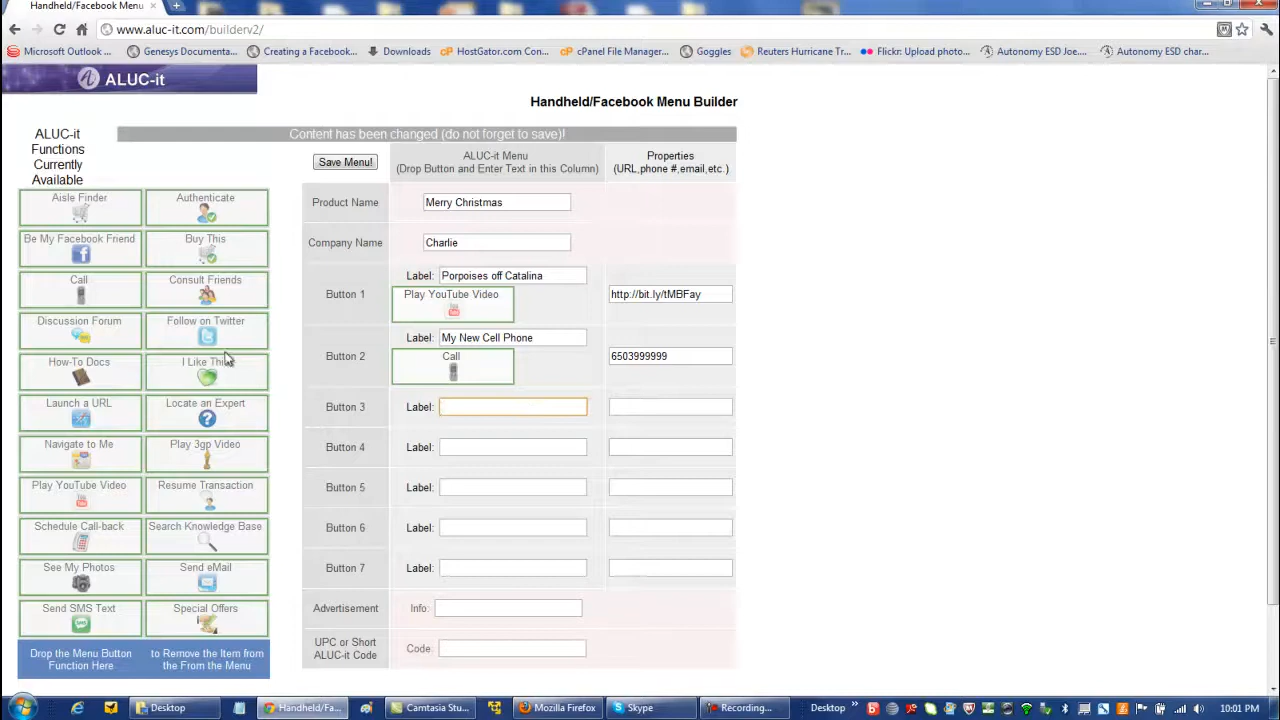 Handheld/Facebook Menu
www.aluc-it.com/builderv2/
Microsoft Outlook ...
Genesys Documenta...
Creating a Facebook...
Downloads
HostGator.com Con...
cPanel File Manager...
Goggles
Reuters Hurricane Tr...
Flickr: Upload photo...
Autonomy ESD Joe....
Autonomy ESD char...
ALUC-it
Handheld/Facebook Menu Builder
ALUC-it
Functions
Currently
Available
Content has been changed (do not forget to save)!
Save Menu!
ALUC-it Menu
(Drop Button and Enter Text in this Column)
Properties
(URL,phone #,email,etc.)
Aisle Finder
Authenticate
Be My Facebook Friend
Buy This
Call
Consult Friends
Discussion Forum
Follow on Twitter
How-To Docs
I Like
Launch a URL
Locate an Expert
Navigate to Me
Play 3gp Video
Play YouTube Video
Resume Transaction
Schedule Call-back
Search Knowledge Base
See My Photos
Send eMail
Send SMS Text
Special Offers
Drop the Menu Button
Function Here
to Remove the Item from
the From the Menu
Product Name
Merry Christmas
Company Name
Charlie
Button 1
Label: Porpoises off Catalina
Play YouTube Video
http://bit.ly/tMBFay
Button 2
Label: My New Cell Phone
Call
6503999999
Button 3
Label:
Button 4
Label:
Button 5
Label:
Button 6
Label:
Button 7
Label:
Advertisement
Info:
UPC or Short
ALUC-it Code
Code:
Desktop
Handheld/Fa...
Camtasia Stu...
Mozilla Firefox
Skype
Recording...
Desktop
10:01 PM